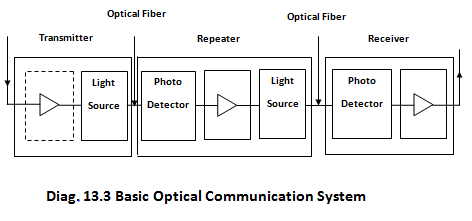 Optical Fiber
Optical Fiber
Transmitter
Repeater
Receiver
Light
Source
Photo
Detector
Light
Source
Photo
Detector
Diag. 13.3 Basic Optical Communication System